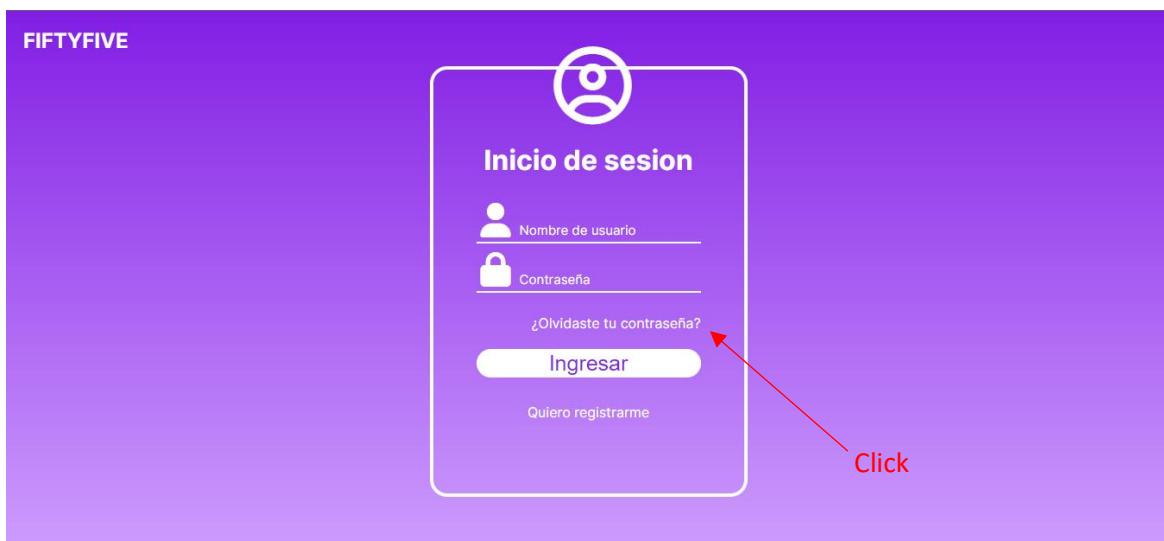 FIFTYFIVE
Inicio de sesion
Nombre de usuario
Contraseña
¿Olvidaste tu contraseña?
Ingresar
Quiero registrarme
Click